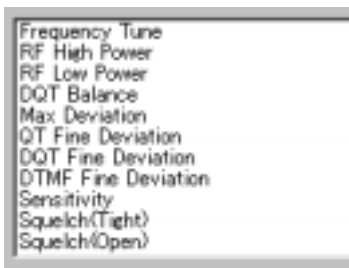 Frequency Tune
RF High Power
RF Low Power
DQT Balance
Max Deviation
QT Fine Deviation
DQT Fine Deviation
DTMF Fine Deviation
Sensitivity
Squelch(Tight)
Squelch(Open)